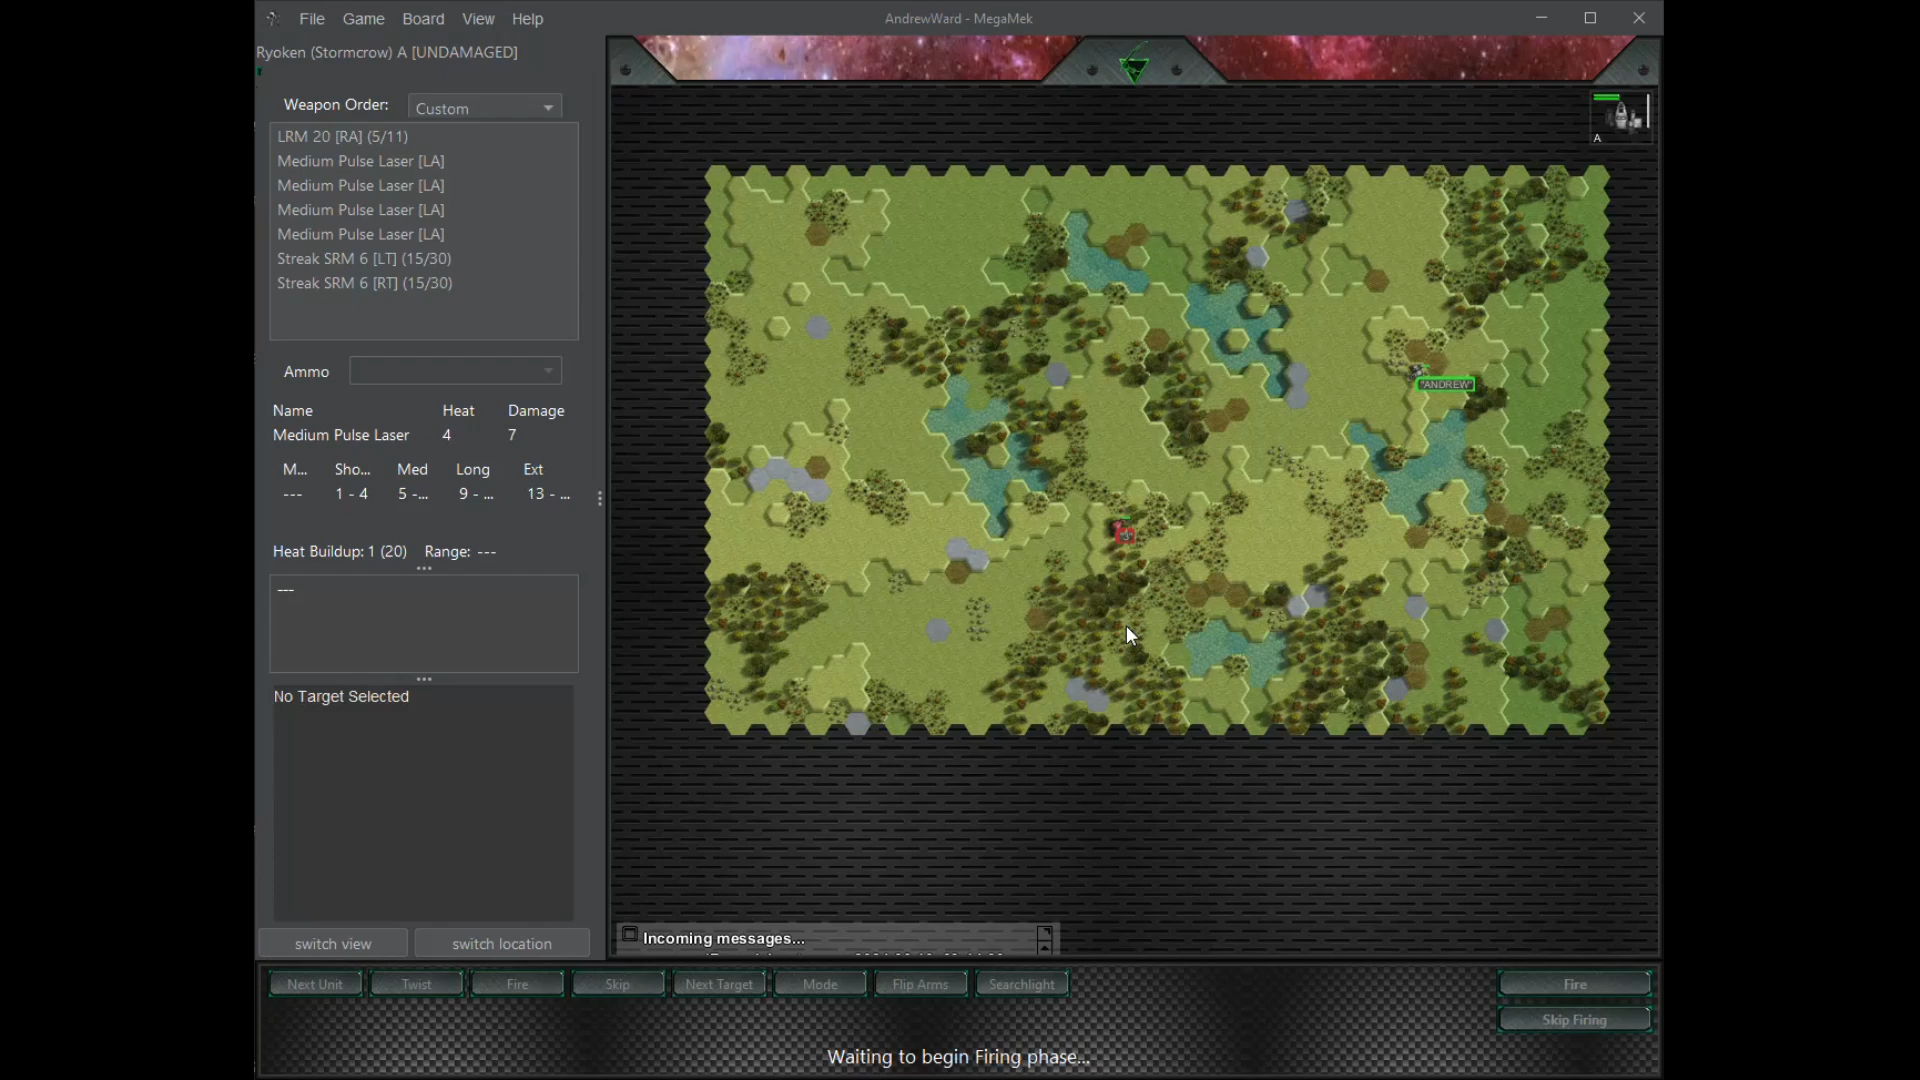 File Game Board View Help
AndrewWard - MegaMek
Ryoken (Stormcrow) A [UNDAMAGED]
Weapon Order: Custom
LRM 20 [RA] (5/11)
Medium Pulse Laser [LA]
Medium Pulse Laser [LA]
Medium Pulse Laser [LA]
Medium Pulse Laser [LA]
Streak SRM 6 [LT] (15/30)
Streak SRM 6 [RT] (15/30)
Ammo
Name Heat Damage
Medium Pulse Laser 4 7
M... Sho... Med Long Ext
--- 1 - 4 5 -... 9 - ... 13 - ...
Heat Buildup: 1 (20) Range: ---
---
No Target Selected
switch view switch location
A
"ANDREW"
"3"
Incoming messages...
Next Unit Twist Fire Skip Next Target Mode Flip Arms Searchlight
Fire
Skip Firing
Waiting to begin Firing phase...